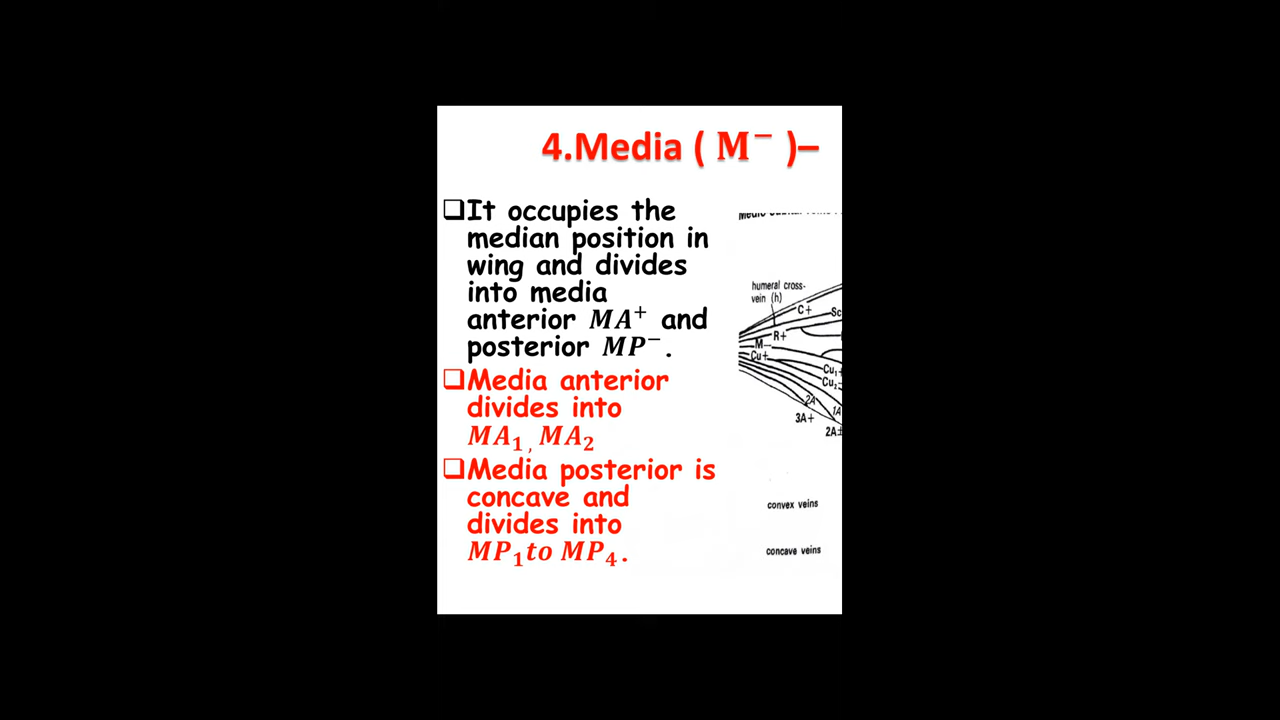 4.Media ( M⁻ )–
❑It occupies the
median position in
wing and divides
into media
anterior MA⁺ and
posterior MP⁻.
❑Media anterior
divides into
MA₁, MA₂
❑Media posterior is
concave and
divides into
MP₁to MP₄.
humeral cross-
vein (h)
C+
Sc
R+
M–
Cu+
Cu₁
Cu₂
2A
1A
3A+
2A±
convex veins
concave veins